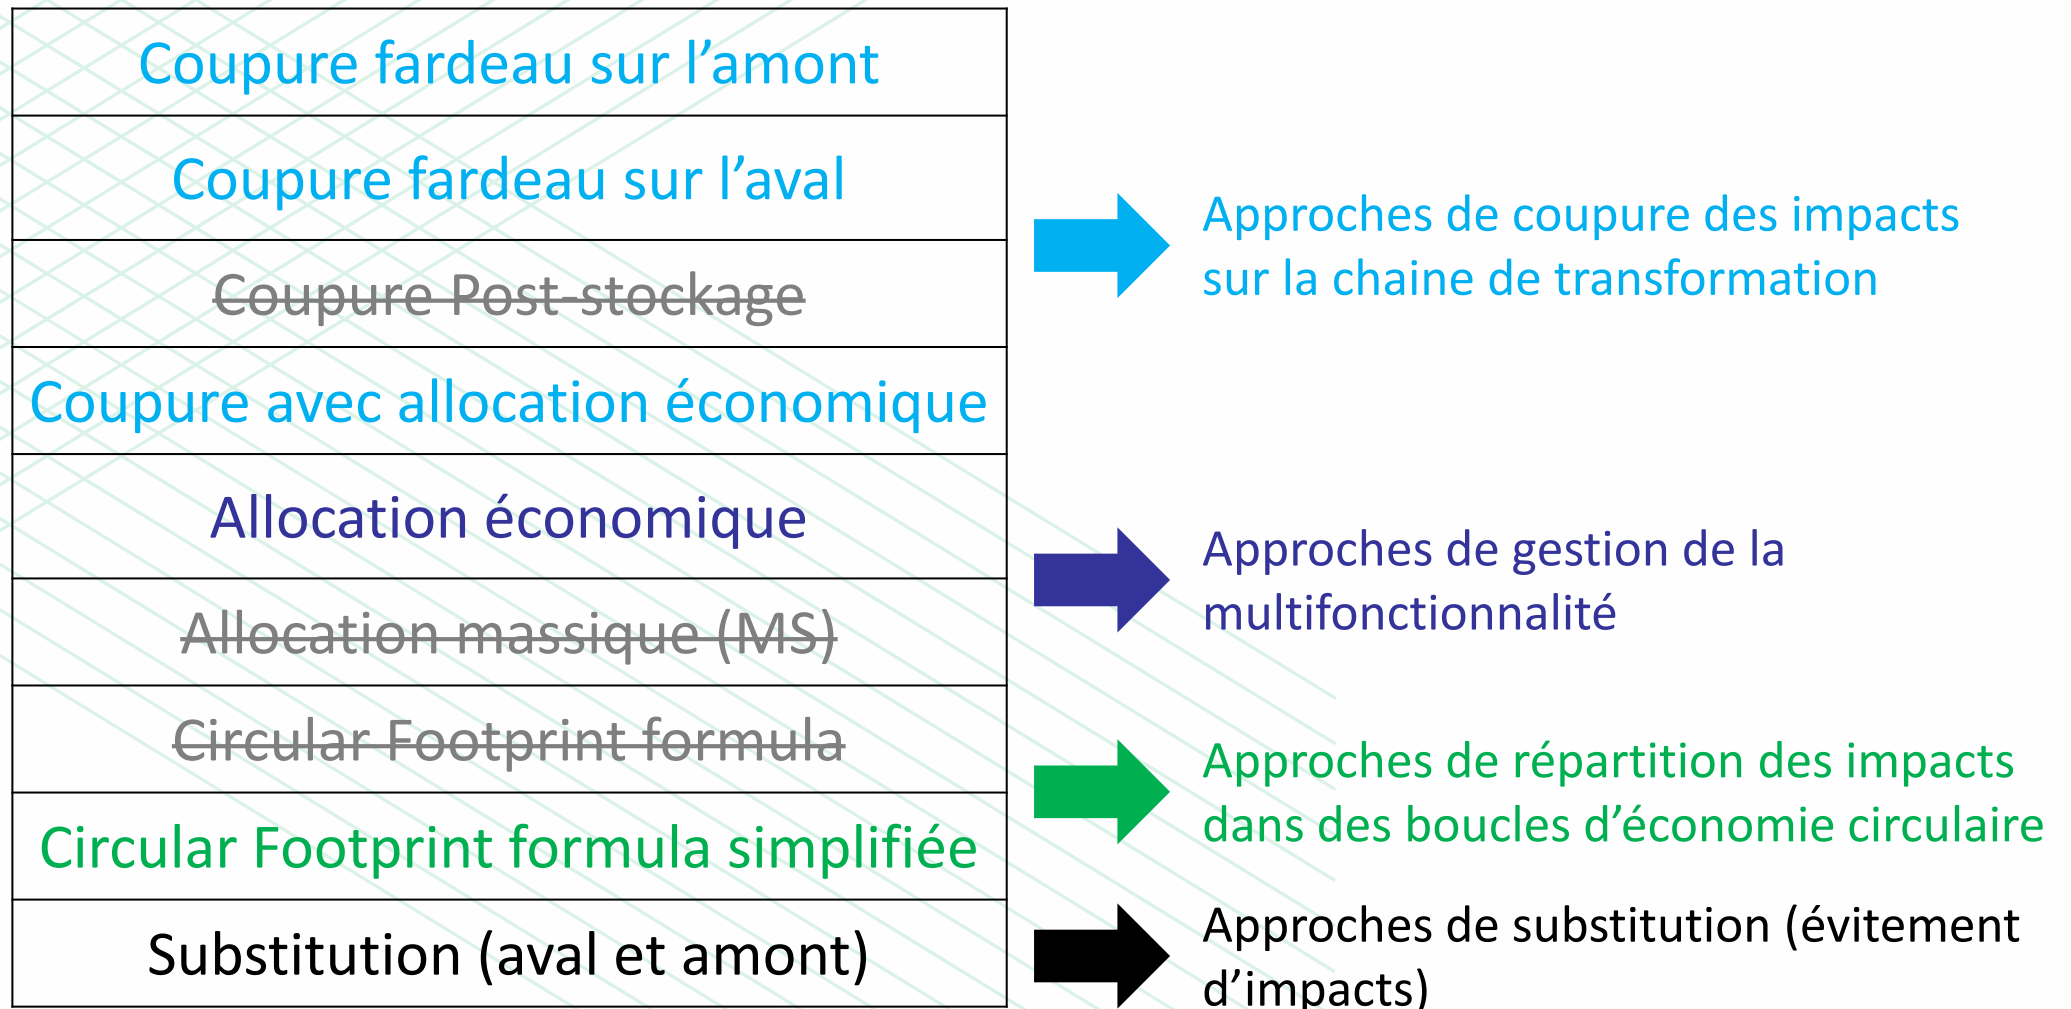 Coupure fardeau sur l’amont
Coupure fardeau sur l’aval
Coupure Post-stockage
Coupure avec allocation économique
Allocation économique
Allocation massique (MS)
Circular Footprint formula
Circular Footprint formula simplifiée
Substitution (aval et amont)
Approches de coupure des impacts
sur la chaine de transformation
Approches de gestion de la
multifonctionnalité
Approches de répartition des impacts
dans des boucles d’économie circulaire
Approches de substitution (évitement
d’impacts)